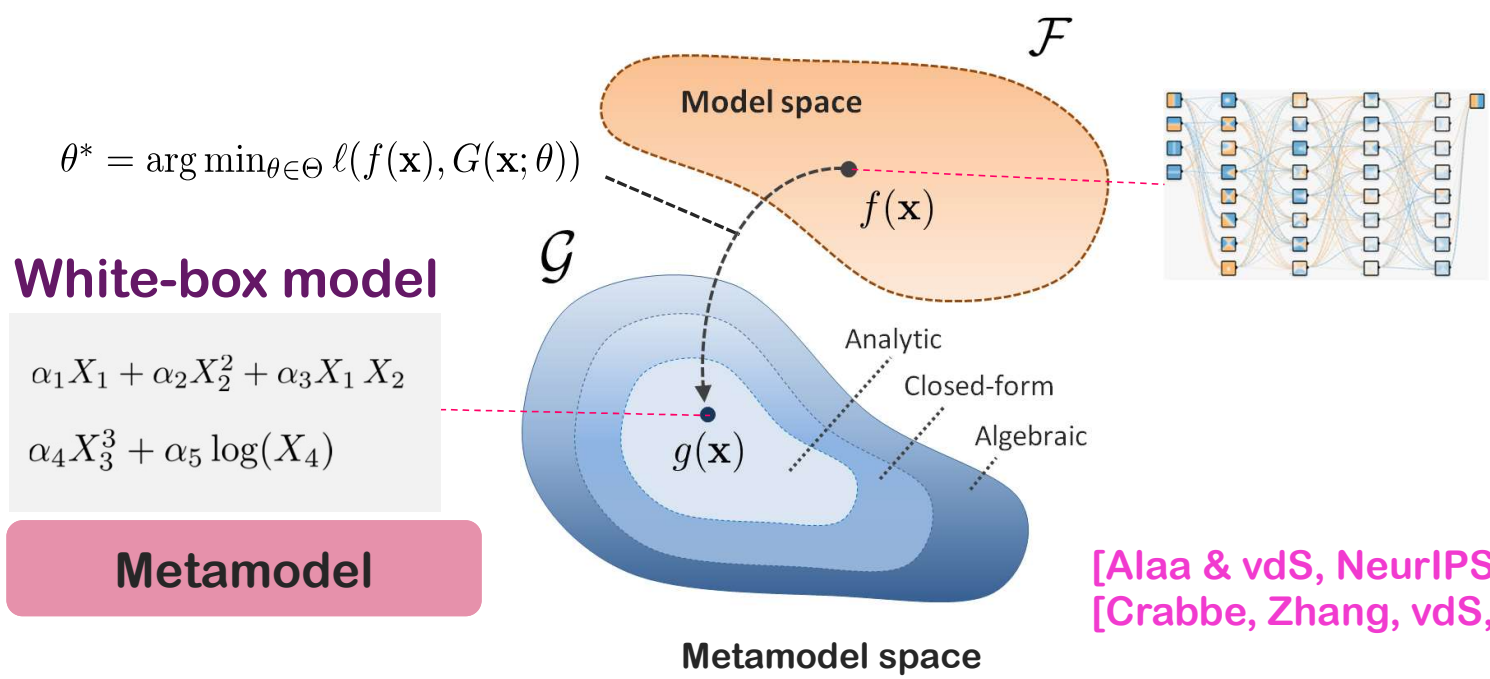 𝓕
Model space
θ* = arg min_{θ∈Θ} ℓ(f(𝐱), G(𝐱; θ))
f(𝐱)
𝓖
White-box model
α₁X₁ + α₂X₂² + α₃X₁ X₂
α₄X₃³ + α₅ log(X₄)
Metamodel
Analytic
Closed-form
Algebraic
g(𝐱)
[Alaa & vdS, NeurIPS
[Crabbe, Zhang, vdS,
Metamodel space